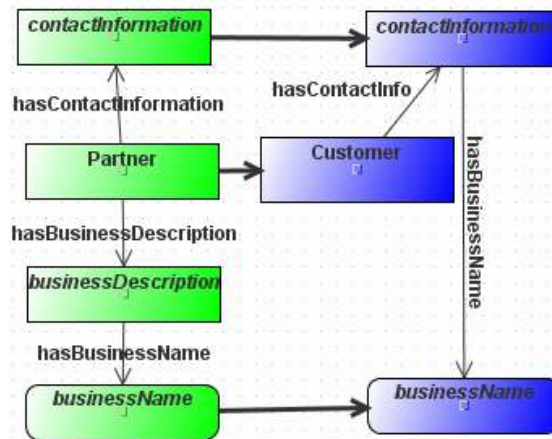 contactInformation
contactInformation
hasContactInformation
hasContactInfo
Partner
Customer
hasBusinessName
hasBusinessDescription
businessDescription
hasBusinessName
businessName
businessName